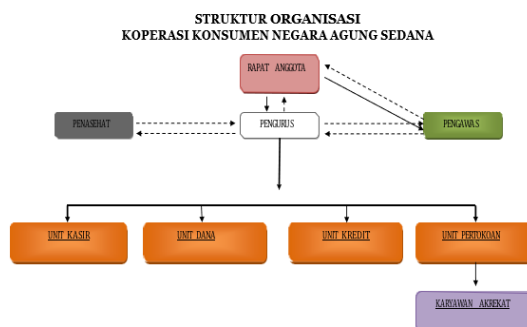 STRUKTUR ORGANISASI
KOPERASI KONSUMEN NEGARA AGUNG SEDANA
RAPAT ANGGOTA
PENASEHAT
PENGURUS
PENGAWAS
UNIT KASIR
UNIT DANA
UNIT KREDIT
UNIT PERTOKOAN
KARYAWAN AKREKAT